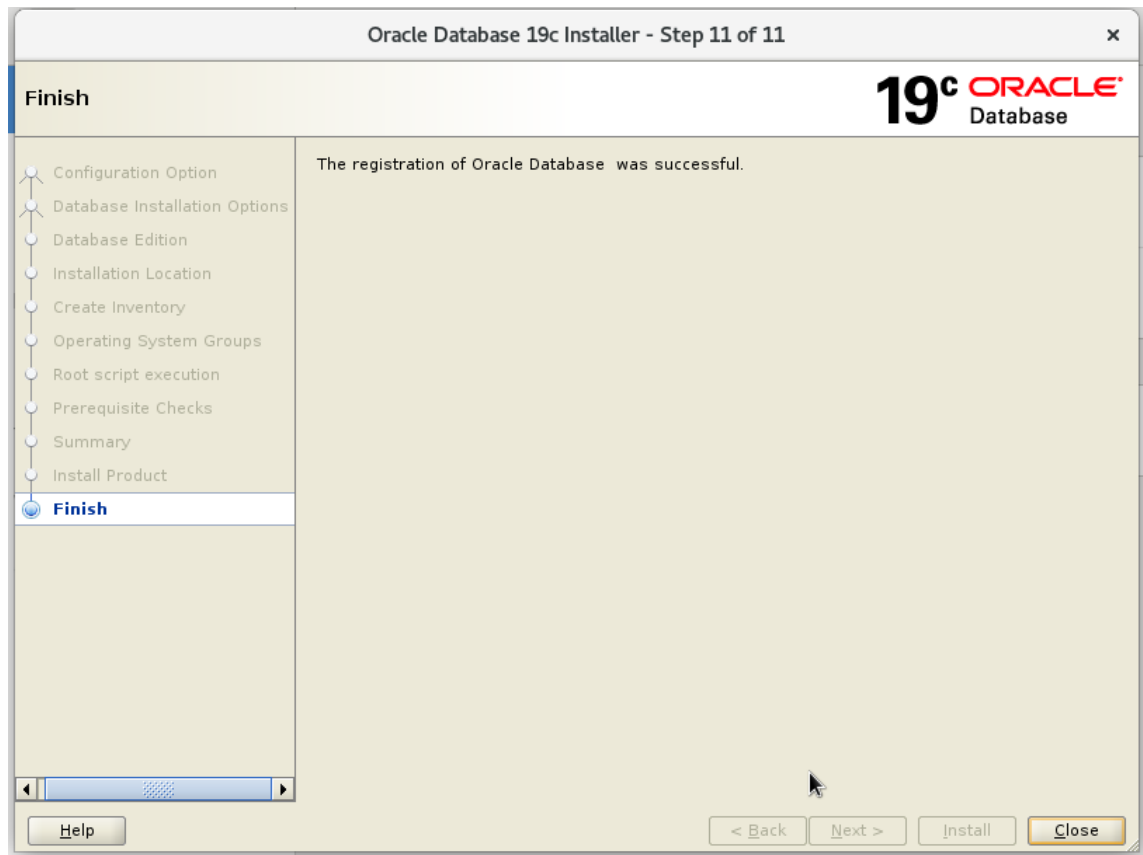 Oracle Database 19c Installer - Step 11 of 11
Finish
19c ORACLE
Database
Configuration Option
Database Installation Options
Database Edition
Installation Location
Create Inventory
Operating System Groups
Root script execution
Prerequisite Checks
Summary
Install Product
Finish
The registration of Oracle Database  was successful.
Help
< Back
Next >
Install
Close